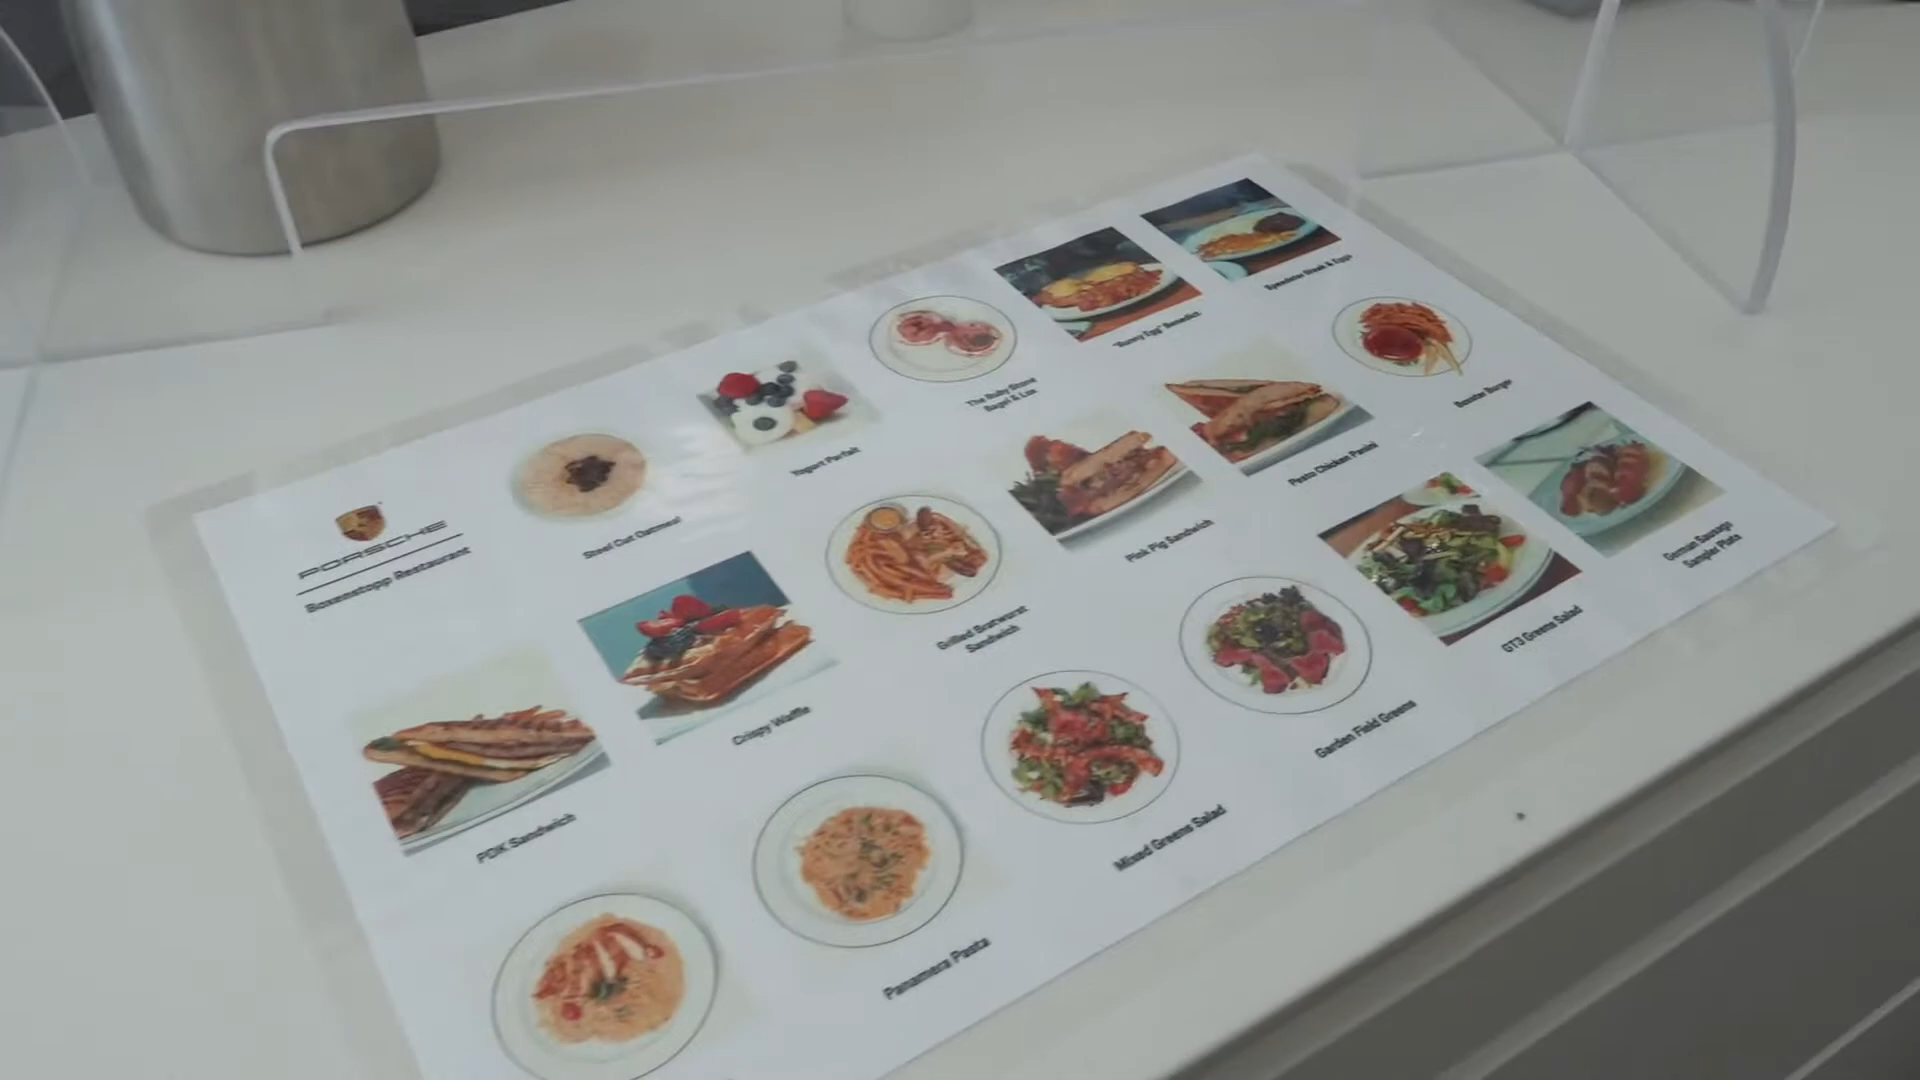 PORSCHE
Boxenstopp Restaurant
Steel Cut Oatmeal
Yogurt Parfait
The Ruby Stone
Bagel & Lox
"Bunny Egg" Benedict
Speedster Steak & Eggs
PDK Sandwich
Crispy Waffle
Grilled Bratwurst
Sandwich
Pink Pig Sandwich
Pesto Chicken Panini
Boxster Burger
Panamera Pasta
Mixed Greens Salad
Garden Field Greens
GT3 Greens Salad
German Sausage
Sampler Plate